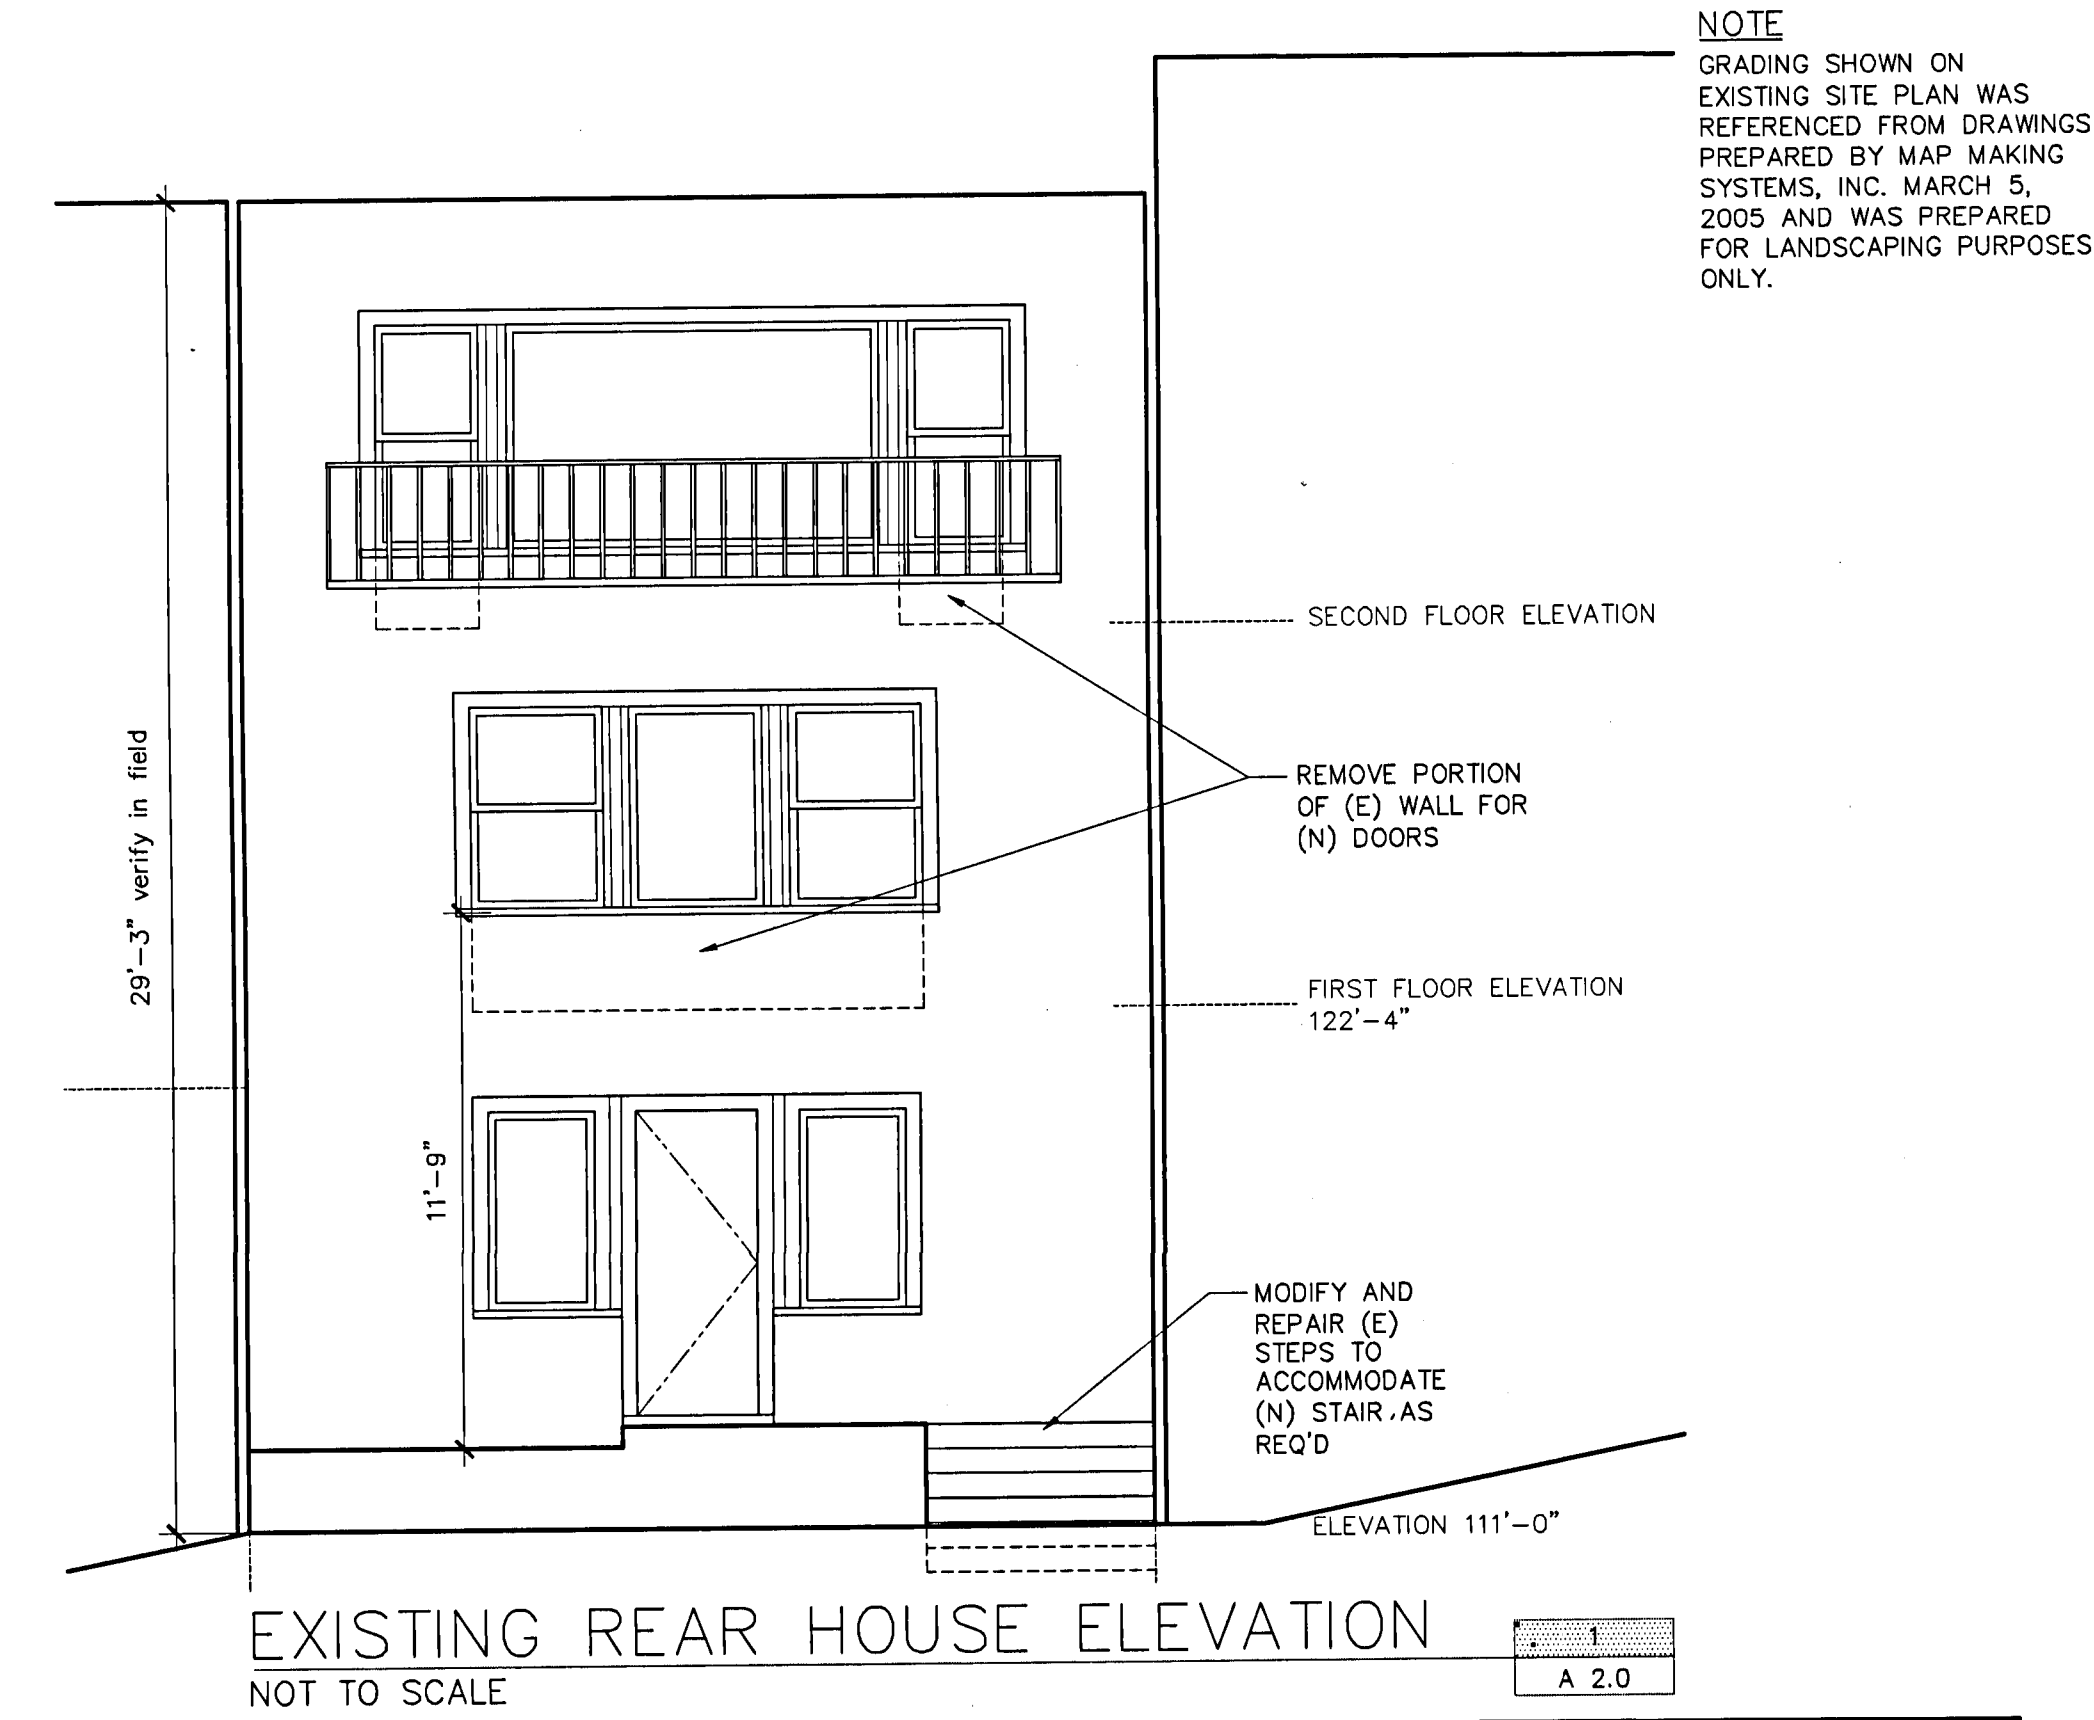 NOTE
GRADING SHOWN ON
EXISTING SITE PLAN WAS
REFERENCED FROM DRAWINGS
PREPARED BY MAP MAKING
SYSTEMS, INC. MARCH 5,
2005 AND WAS PREPARED
FOR LANDSCAPING PURPOSES
ONLY.
SECOND FLOOR ELEVATION
29'-3" verify in field
REMOVE PORTION
OF (E) WALL FOR
(N) DOORS
FIRST FLOOR ELEVATION
122'-4"
11'-9"
MODIFY AND
REPAIR (E)
STEPS TO
ACCOMMODATE
(N) STAIR AS
REQ'D
ELEVATION 111'-0"
EXISTING REAR HOUSE ELEVATION
NOT TO SCALE
1
A 2.0